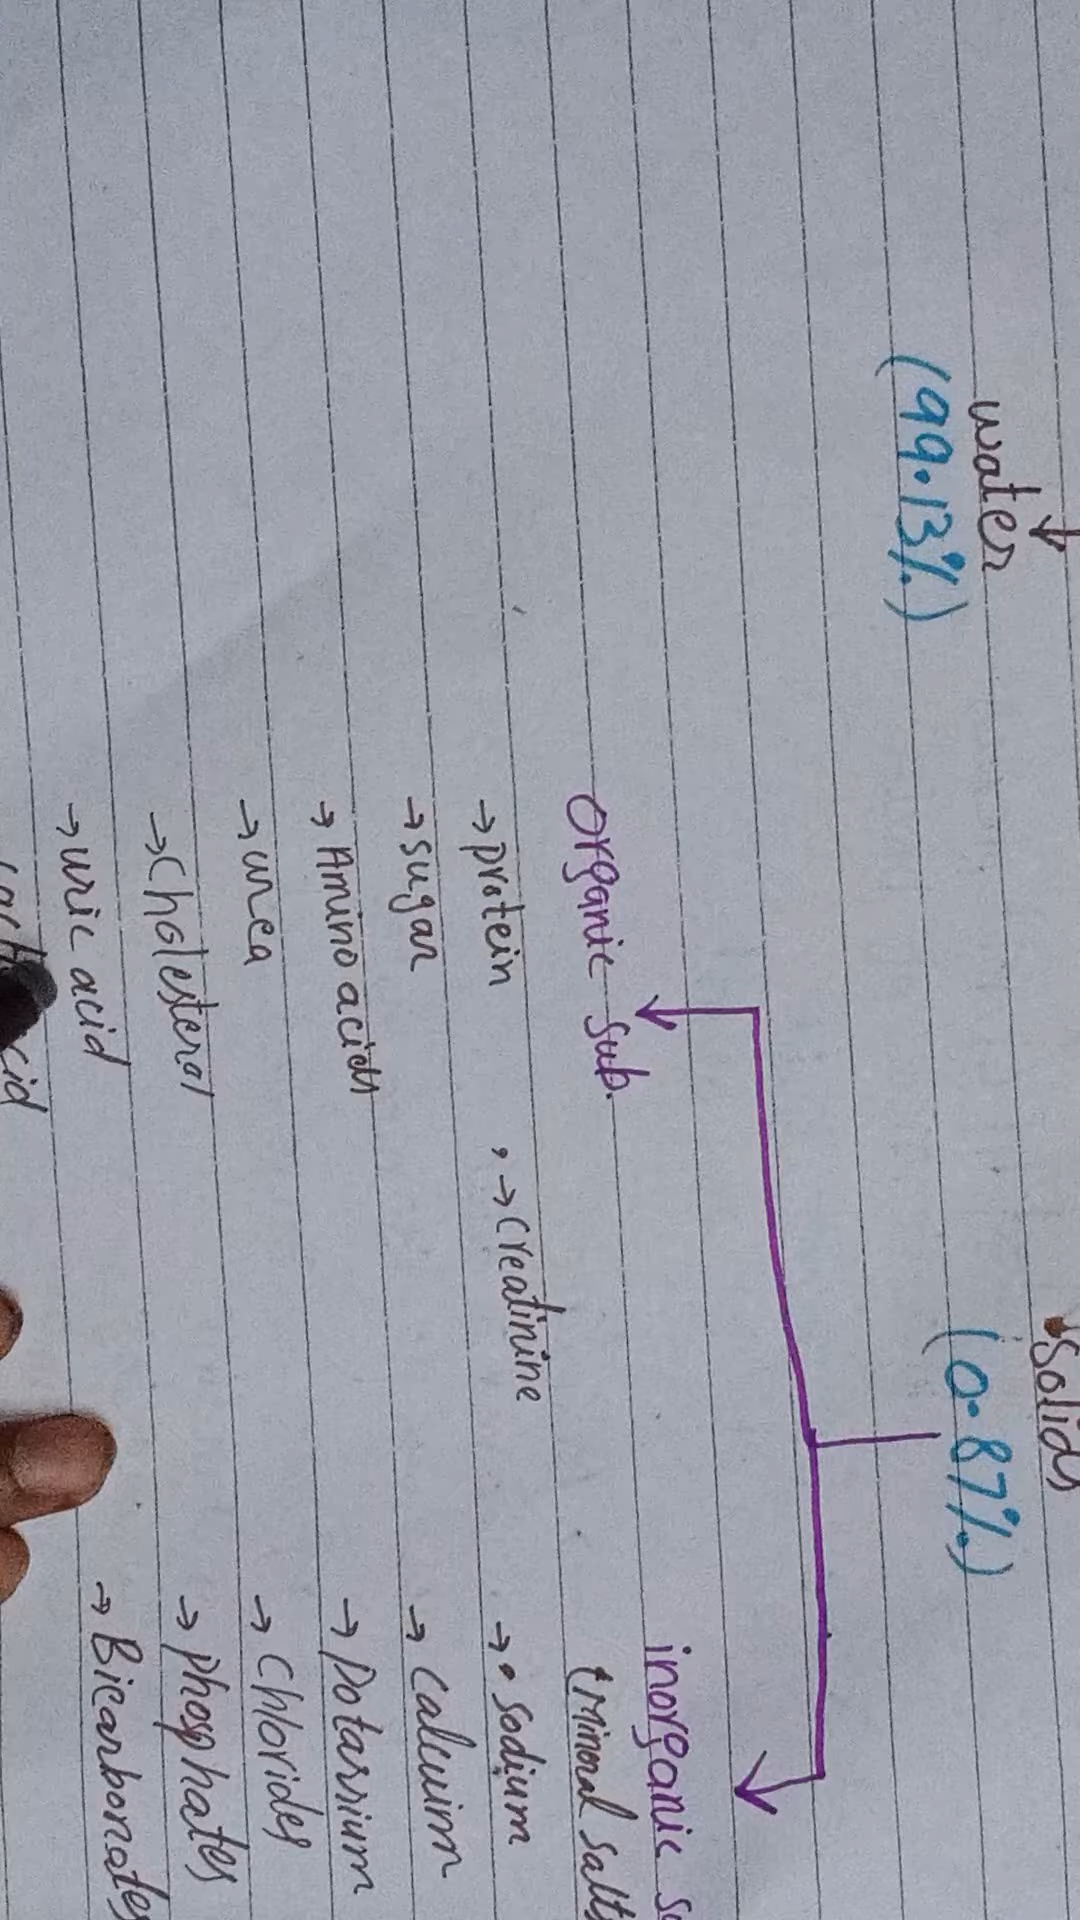 water
(99.13%)
solids
(0.87%)
organic sub.
→ protein
→ sugar
→ Amino acids
→ urea
→ Cholesterol
→ uric acid
, → Creatinine
inorganic
(Mineral salts
→ • sodium
→ Calcium
→ Potassium
→ Chlorides
→ phosphates
→ Bicarbonates